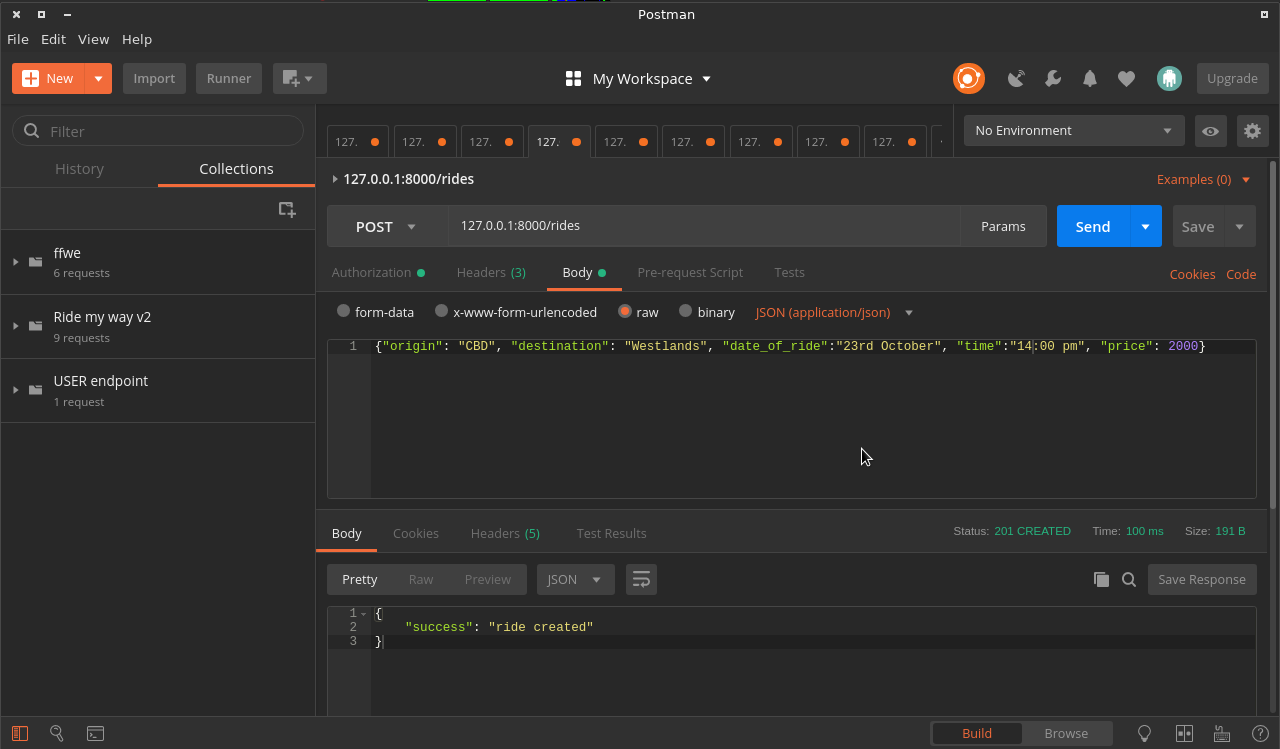 Postman
File Edit View Help
New Import Runner My Workspace Upgrade
Filter
History Collections
ffwe
6 requests
Ride my way v2
9 requests
USER endpoint
1 request
127. 127. 127. 127. 127. 127. 127. 127. 127.
No Environment
127.0.0.1:8000/rides Examples (0)
POST 127.0.0.1:8000/rides Params Send Save
Authorization Headers (3) Body Pre-request Script Tests Cookies Code
form-data x-www-form-urlencoded raw binary JSON (application/json)
1 {"origin": "CBD", "destination": "Westlands", "date_of_ride":"23rd October", "time":"14:00 pm", "price": 2000}
Body Cookies Headers (5) Test Results Status: 201 CREATED Time: 100 ms Size: 191 B
Pretty Raw Preview JSON Save Response
1 {
2 "success": "ride created"
3 }
Build Browse